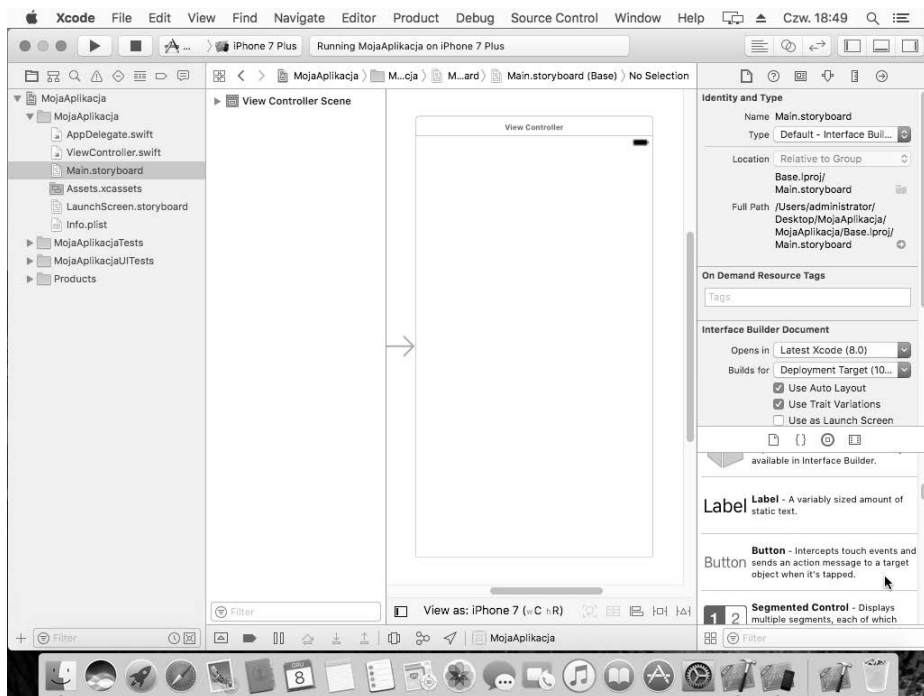 Xcode File Edit View Find Navigate Editor Product Debug Source Control Window Help Czw. 18:49
iPhone 7 Plus Running MojaAplikacja on iPhone 7 Plus
MojaAplikacja M...cja M...ard Main.storyboard (Base) No Selection
MojaAplikacja
MojaAplikacja
AppDelegate.swift
ViewController.swift
Main.storyboard
Assets.xcassets
LaunchScreen.storyboard
Info.plist
MojaAplikacjaTests
MojaAplikacjaUITests
Products
Filter
View Controller Scene
Filter
View Controller
View as: iPhone 7 (wC hR)
MojaAplikacja
Identity and Type
Name Main.storyboard
Type Default - Interface Buil...
Location Relative to Group
Base.lproj/
Main.storyboard
Full Path /Users/administrator/
Desktop/MojaAplikacja/
MojaAplikacja/Base.lproj/
Main.storyboard
On Demand Resource Tags
Tags
Interface Builder Document
Opens in Latest Xcode (8.0)
Builds for Deployment Target (10...
Use Auto Layout
Use Trait Variations
Use as Launch Screen
{}
available in Interface Builder.
Label Label - A variably sized amount of
static text.
Button - Intercepts touch events and
Button sends an action message to a target
object when it's tapped.
Segmented Control - Displays
1 2 multiple segments, each of which
Filter
GRU
8